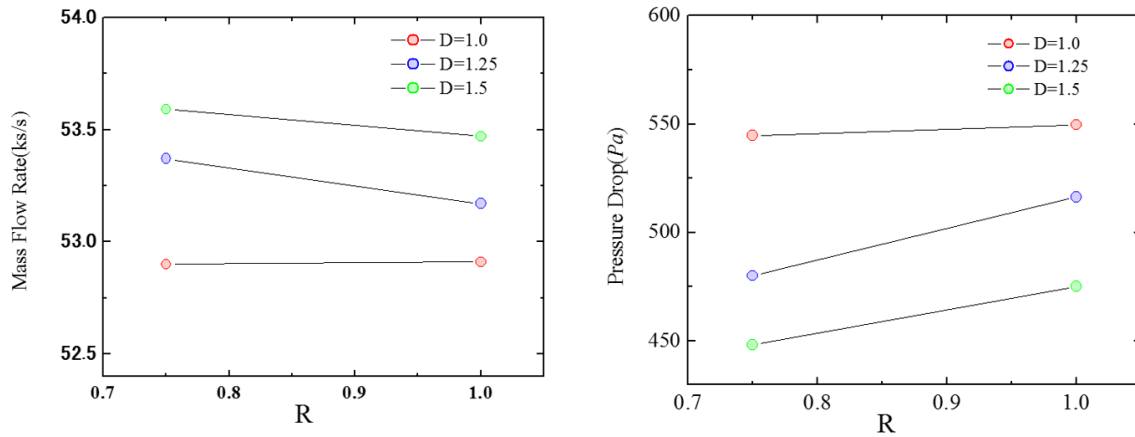 54.0
53.5
53.0
52.5
Mass Flow Rate(ks/s)
D=1.0
D=1.25
D=1.5
0.7
0.8
0.9
1.0
R
600
550
500
450
Pressure Drop(Pa)
D=1.0
D=1.25
D=1.5
0.7
0.8
0.9
1.0
R